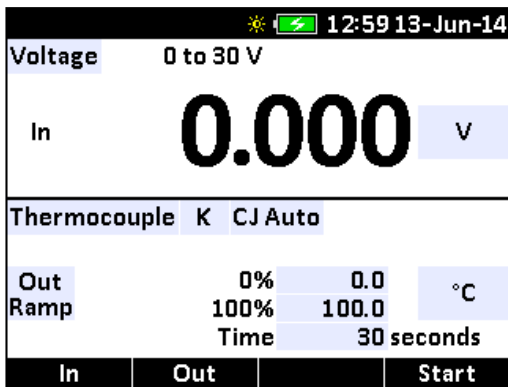 12:59 13-Jun-14
Voltage 0 to 30 V
In 0.000 V
Thermocouple K CJ Auto
Out 0% 0.0 °C
Ramp 100% 100.0
Time 30 seconds
In Out Start